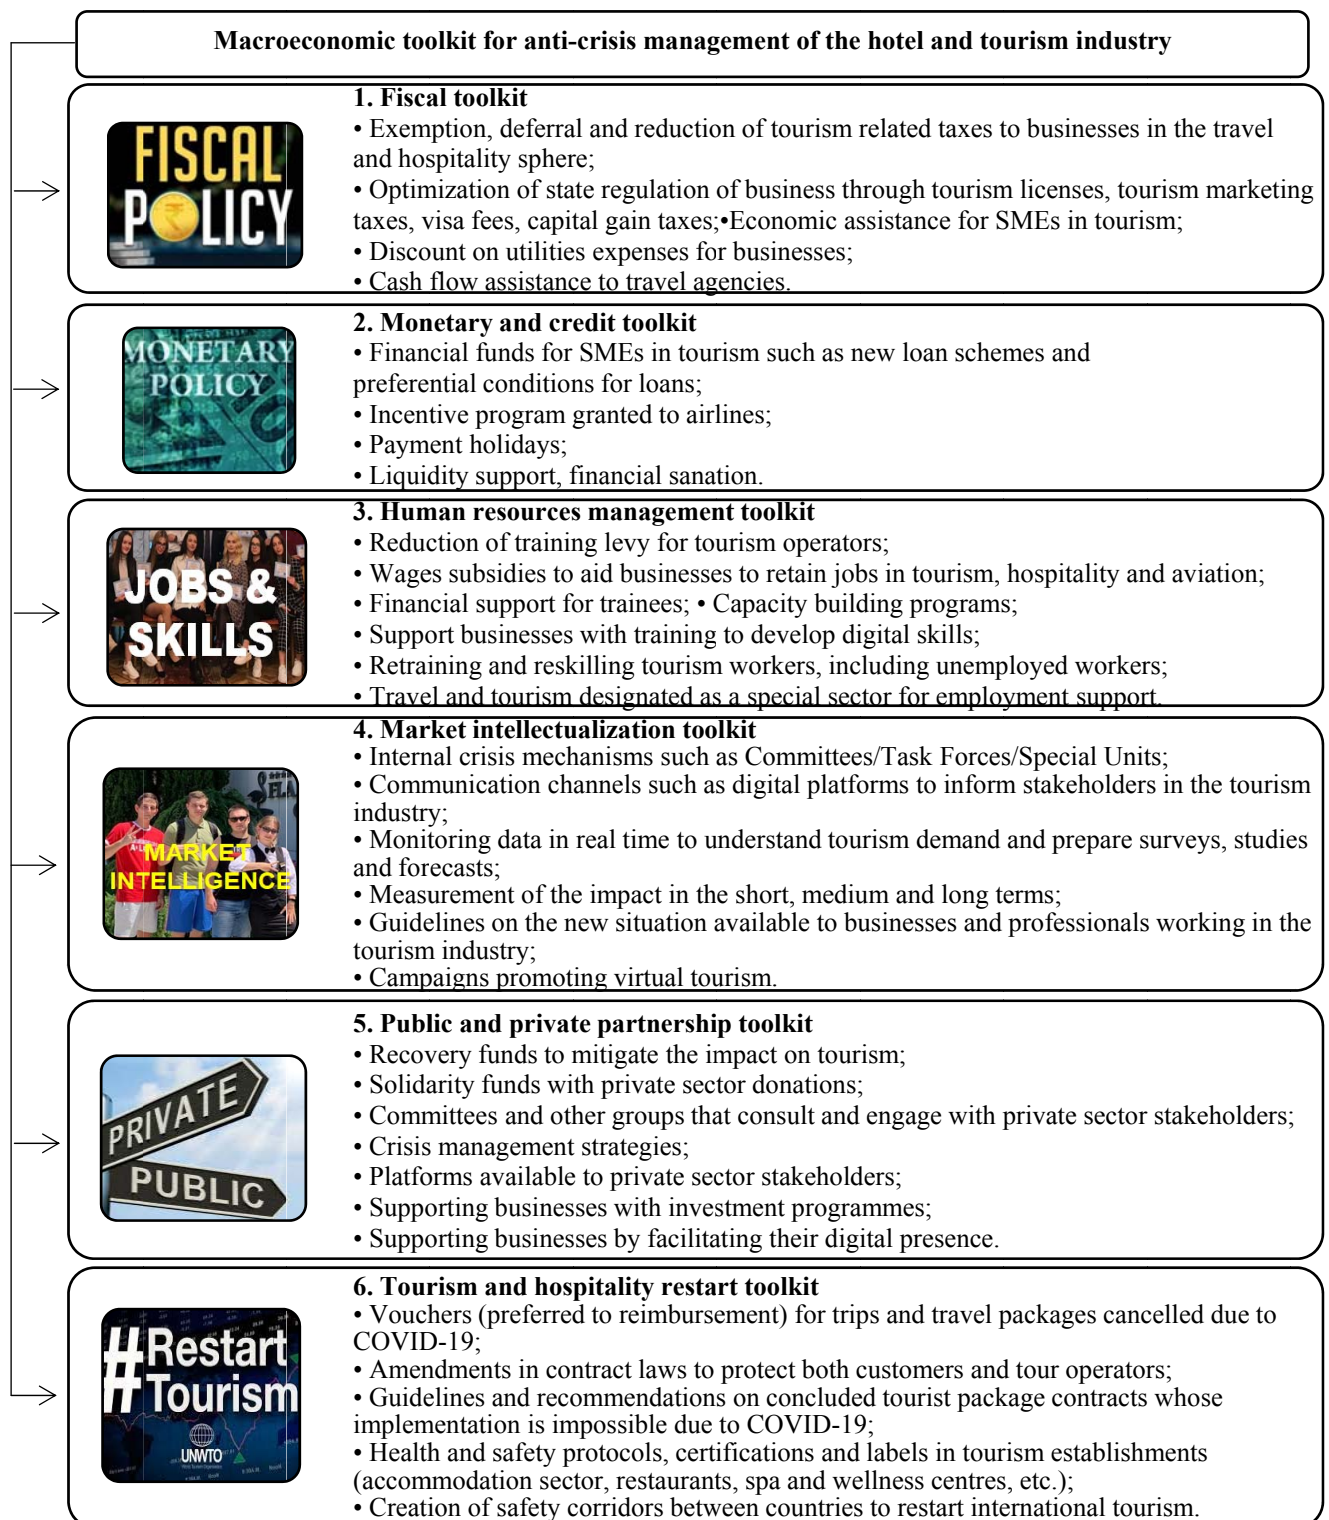 Macroeconomic toolkit for anti-crisis management of the hotel and tourism industry
FISCAL
POLICY
1. Fiscal toolkit
• Exemption, deferral and reduction of tourism related taxes to businesses in the travel
and hospitality sphere;
• Optimization of state regulation of business through tourism licenses, tourism marketing
taxes, visa fees, capital gain taxes;•Economic assistance for SMEs in tourism;
• Discount on utilities expenses for businesses;
• Cash flow assistance to travel agencies.
MONETARY
POLICY
2. Monetary and credit toolkit
• Financial funds for SMEs in tourism such as new loan schemes and
preferential conditions for loans;
• Incentive program granted to airlines;
• Payment holidays;
• Liquidity support, financial sanation.
JOBS &
SKILLS
3. Human resources management toolkit
• Reduction of training levy for tourism operators;
• Wages subsidies to aid businesses to retain jobs in tourism, hospitality and aviation;
• Financial support for trainees; • Capacity building programs;
• Support businesses with training to develop digital skills;
• Retraining and reskilling tourism workers, including unemployed workers;
• Travel and tourism designated as a special sector for employment support.
MARKET
INTELLIGENCE
4. Market intellectualization toolkit
• Internal crisis mechanisms such as Committees/Task Forces/Special Units;
• Communication channels such as digital platforms to inform stakeholders in the tourism
industry;
• Monitoring data in real time to understand tourism demand and prepare surveys, studies
and forecasts;
• Measurement of the impact in the short, medium and long terms;
• Guidelines on the new situation available to businesses and professionals working in the
tourism industry;
• Campaigns promoting virtual tourism.
PRIVATE
PUBLIC
5. Public and private partnership toolkit
• Recovery funds to mitigate the impact on tourism;
• Solidarity funds with private sector donations;
• Committees and other groups that consult and engage with private sector stakeholders;
• Crisis management strategies;
• Platforms available to private sector stakeholders;
• Supporting businesses with investment programmes;
• Supporting businesses by facilitating their digital presence.
#Restart
Tourism
UNWTO
6. Tourism and hospitality restart toolkit
• Vouchers (preferred to reimbursement) for trips and travel packages cancelled due to
COVID-19;
• Amendments in contract laws to protect both customers and tour operators;
• Guidelines and recommendations on concluded tourist package contracts whose
implementation is impossible due to COVID-19;
• Health and safety protocols, certifications and labels in tourism establishments
(accommodation sector, restaurants, spa and wellness centres, etc.);
• Creation of safety corridors between countries to restart international tourism.